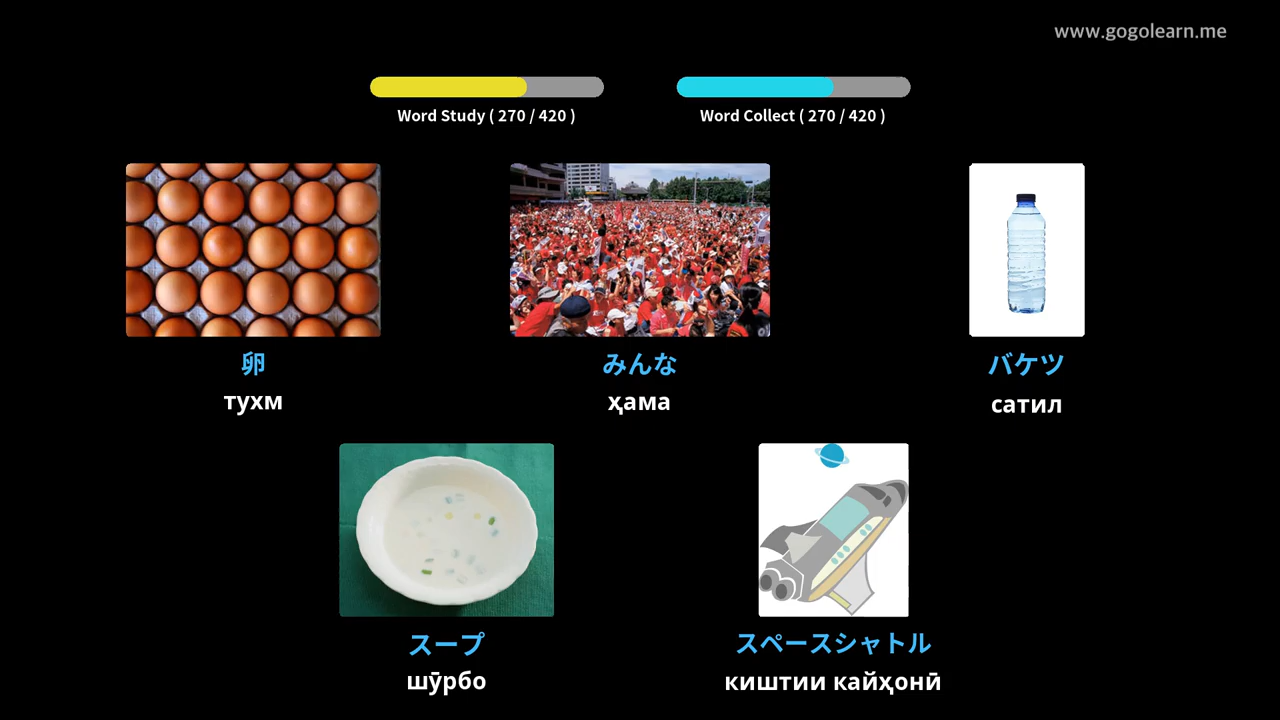 www.gogolearn.me
Word Study ( 270 / 420 )
Word Collect ( 270 / 420 )
卵
тухм
みんな
ҳама
バケツ
сатил
スープ
шӯрбо
スペースシャトル
киштии кайҳонӣ